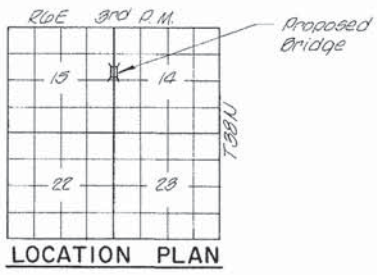 R6E 3rd P.M.
Proposed
Bridge
15 14
T38N
22 23
LOCATION PLAN